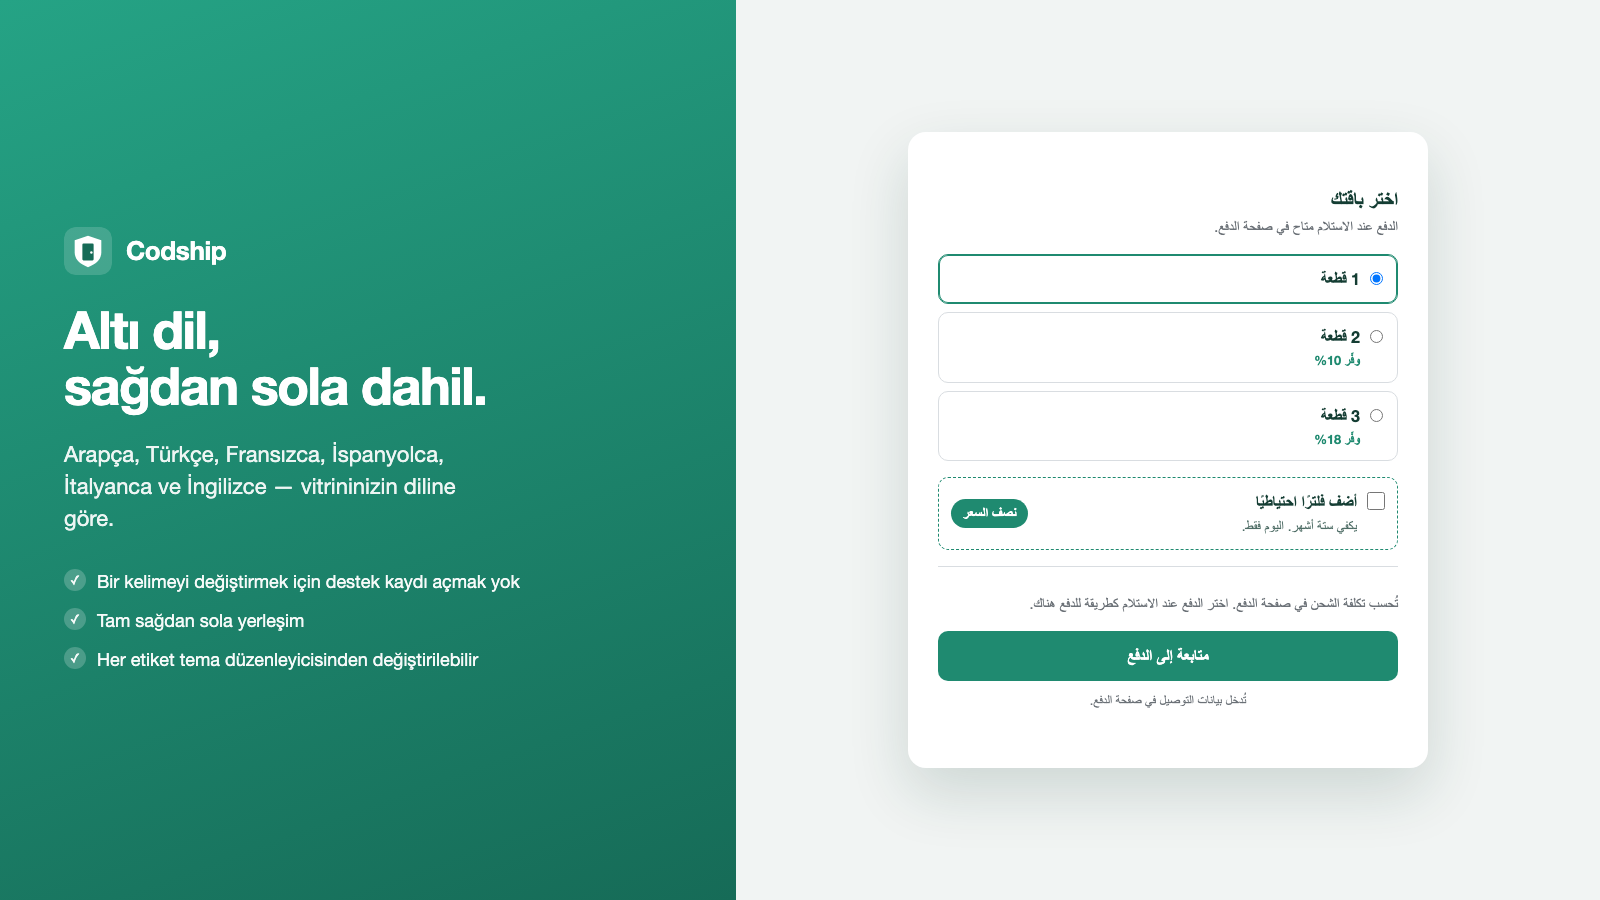 Codship
Altı dil,
sağdan sola dahil.
Arapça, Türkçe, Fransızca, İspanyolca,
İtalyanca ve İngilizce — vitrininizin diline
göre.
Bir kelimeyi değiştirmek için destek kaydı açmak yok
Tam sağdan sola yerleşim
Her etiket tema düzenleyicisinden değiştirilebilir
اختر باقتك
الدفع عند الاستلام متاح في صفحة الدفع.
1 قطعة
2 قطعة
وفّر 10%
3 قطعة
وفّر 18%
أضف فلترًا احتياطيًا
يكفي ستة أشهر. اليوم فقط.
نصف السعر
تُحسب تكلفة الشحن في صفحة الدفع. اختر الدفع عند الاستلام كطريقة للدفع هناك.
متابعة إلى الدفع
تُدخل بيانات التوصيل في صفحة الدفع.